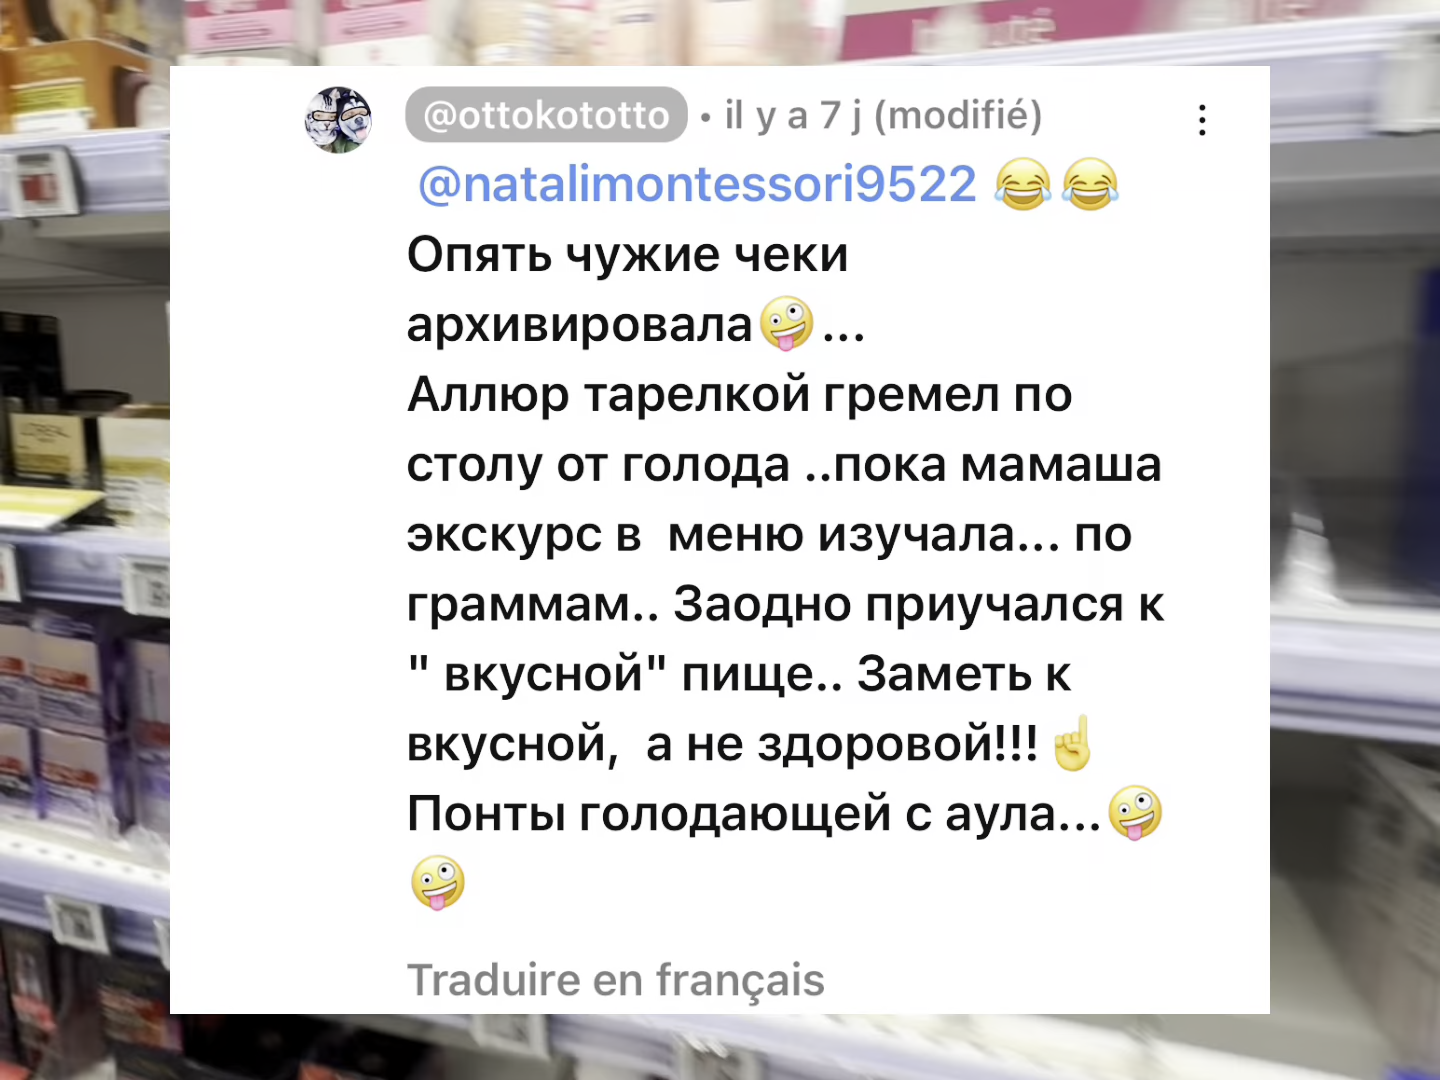 @ottokototto • il y a 7 j (modifié)
@natalimontessori9522 😂😂
Опять чужие чеки
архивировала🤪...
Аллюр тарелкой гремел по
столу от голода ..пока мамаша
экскурс в меню изучала... по
граммам.. Заодно приучался к
" вкусной" пище.. Заметь к
вкусной, а не здоровой!!!☝️
Понты голодающей с аула...🤪
🤪
Traduire en français